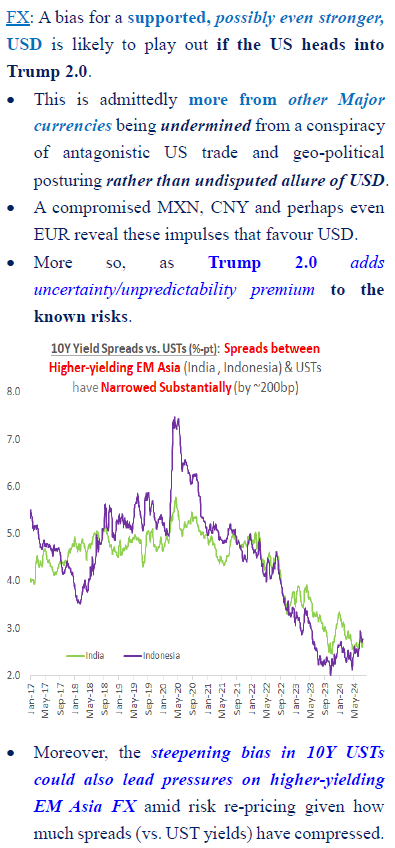 FX: A bias for a supported, possibly even stronger,
USD is likely to play out if the US heads into
Trump 2.0.
• This is admittedly more from other Major
currencies being undermined from a conspiracy
of antagonistic US trade and geo-political
posturing rather than undisputed allure of USD.
• A compromised MXN, CNY and perhaps even
EUR reveal these impulses that favour USD.
• More so, as Trump 2.0 adds
uncertainty/unpredictability premium to the
known risks.
10Y Yield Spreads vs. USTs (%-pt): Spreads between
Higher-yielding EM Asia (India, Indonesia) & USTs
have Narrowed Substantially (by ~200bp)
8.0
7.0
6.0
5.0
4.0
3.0
2.0
India
Indonesia
Jan-17
May-17
Sep-17
Jan-18
May-18
Sep-18
Jan-19
May-19
Sep-19
Jan-20
May-20
Sep-20
Jan-21
May-21
Sep-21
Jan-22
May-22
Sep-22
Jan-23
May-23
Sep-23
Jan-24
May-24
• Moreover, the steepening bias in 10Y USTs
could also lead pressures on higher-yielding
EM Asia FX amid risk re-pricing given how
much spreads (vs. UST yields) have compressed.